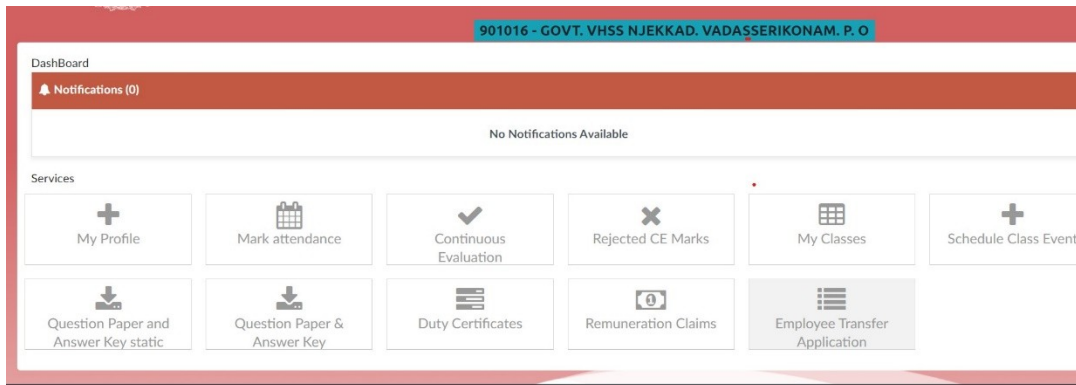 901016 - GOVT. VHSS NJEKKAD. VADASSERIKONAM. P. O
DashBoard
Notifications (0)
No Notifications Available
Services
My Profile
Mark attendance
Continuous
Evaluation
Rejected CE Marks
My Classes
Schedule Class Event
Question Paper and
Answer Key static
Question Paper &
Answer Key
Duty Certificates
Remuneration Claims
Employee Transfer
Application